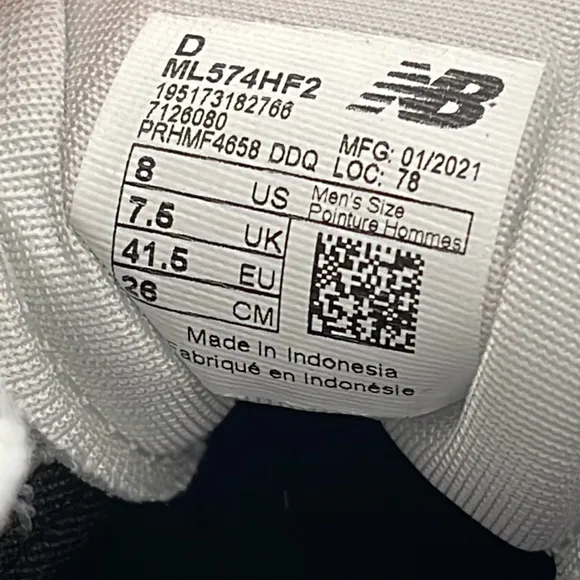 D
ML574HF2
195173182766
7126080
PRHMF4658 DDQ
NB
MFG: 01/2021
LOC: 78
8 US
7.5 UK
41.5 EU
26 CM
Men's Size
Pointure Hommes
Made in Indonesia
Fabriqué en Indonésie